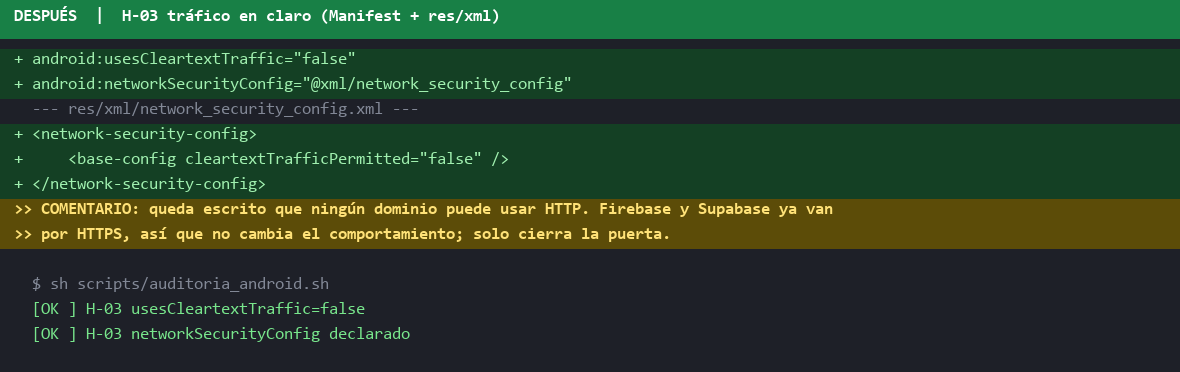 DESPUÉS | H-03 tráfico en claro (Manifest + res/xml)
+ android:usesCleartextTraffic="false"
+ android:networkSecurityConfig="@xml/network_security_config"
--- res/xml/network_security_config.xml ---
+ <network-security-config>
+     <base-config cleartextTrafficPermitted="false" />
+ </network-security-config>
>> COMENTARIO: queda escrito que ningún dominio puede usar HTTP. Firebase y Supabase ya van
>> por HTTPS, así que no cambia el comportamiento; solo cierra la puerta.
$ sh scripts/auditoria_android.sh
[OK ] H-03 usesCleartextTraffic=false
[OK ] H-03 networkSecurityConfig declarado